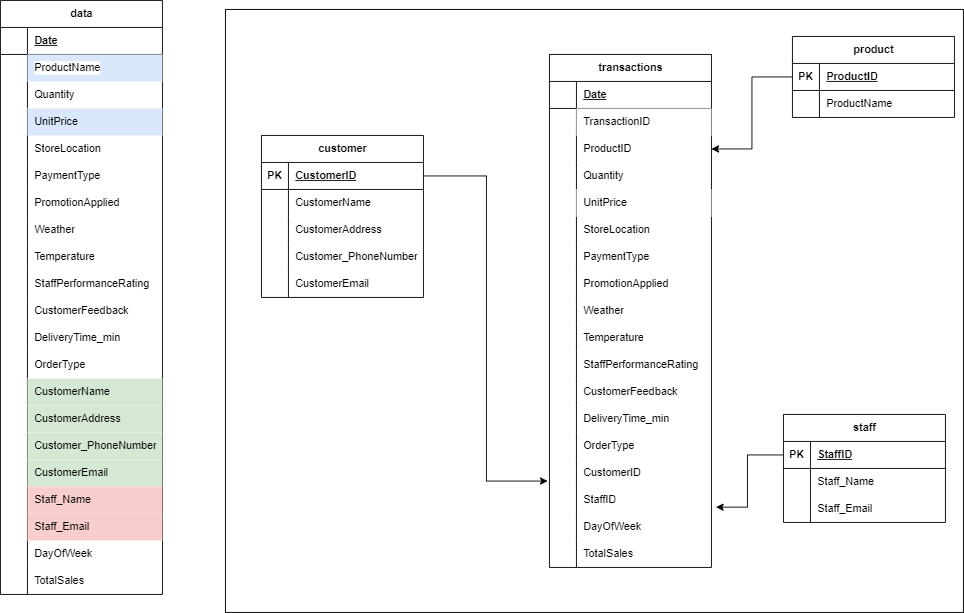 data
Date
ProductName
Quantity
UnitPrice
StoreLocation
PaymentType
PromotionApplied
Weather
Temperature
StaffPerformanceRating
CustomerFeedback
DeliveryTime_min
OrderType
CustomerName
CustomerAddress
Customer_PhoneNumber
CustomerEmail
Staff_Name
Staff_Email
DayOfWeek
TotalSales
customer
PK CustomerID
CustomerName
CustomerAddress
Customer_PhoneNumber
CustomerEmail
transactions
Date
TransactionID
ProductID
Quantity
UnitPrice
StoreLocation
PaymentType
PromotionApplied
Weather
Temperature
StaffPerformanceRating
CustomerFeedback
DeliveryTime_min
OrderType
CustomerID
StaffID
DayOfWeek
TotalSales
product
PK ProductID
ProductName
staff
PK StaffID
Staff_Name
Staff_Email